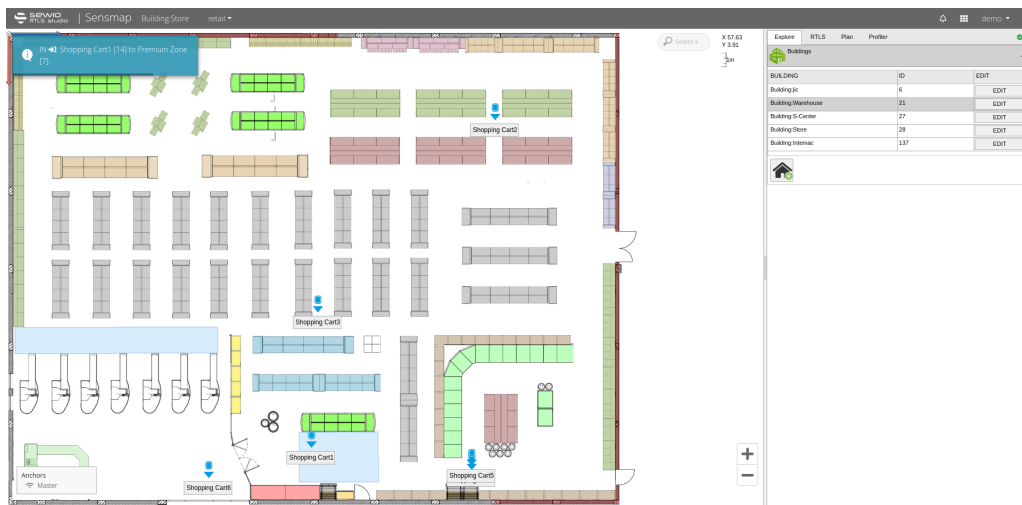 sewio
RTLS studio
Sensmap
Building:Store
retail
demo
IN Shopping Cart1 [14] to Premium Zone
[7].
Search s
X 57.63
Y 3.91
1m
Explore RTLS Plan Profiler
Buildings
BUILDING ID EDIT
Building:jic 6 EDIT
Building:Warehouse 21 EDIT
Building:S-Center 27 EDIT
Building:Store 28 EDIT
Building:Intemac 137 EDIT
Shopping Cart2
Shopping Cart3
Shopping Cart1
Shopping Cart5
Shopping Cart6
Anchors
Master